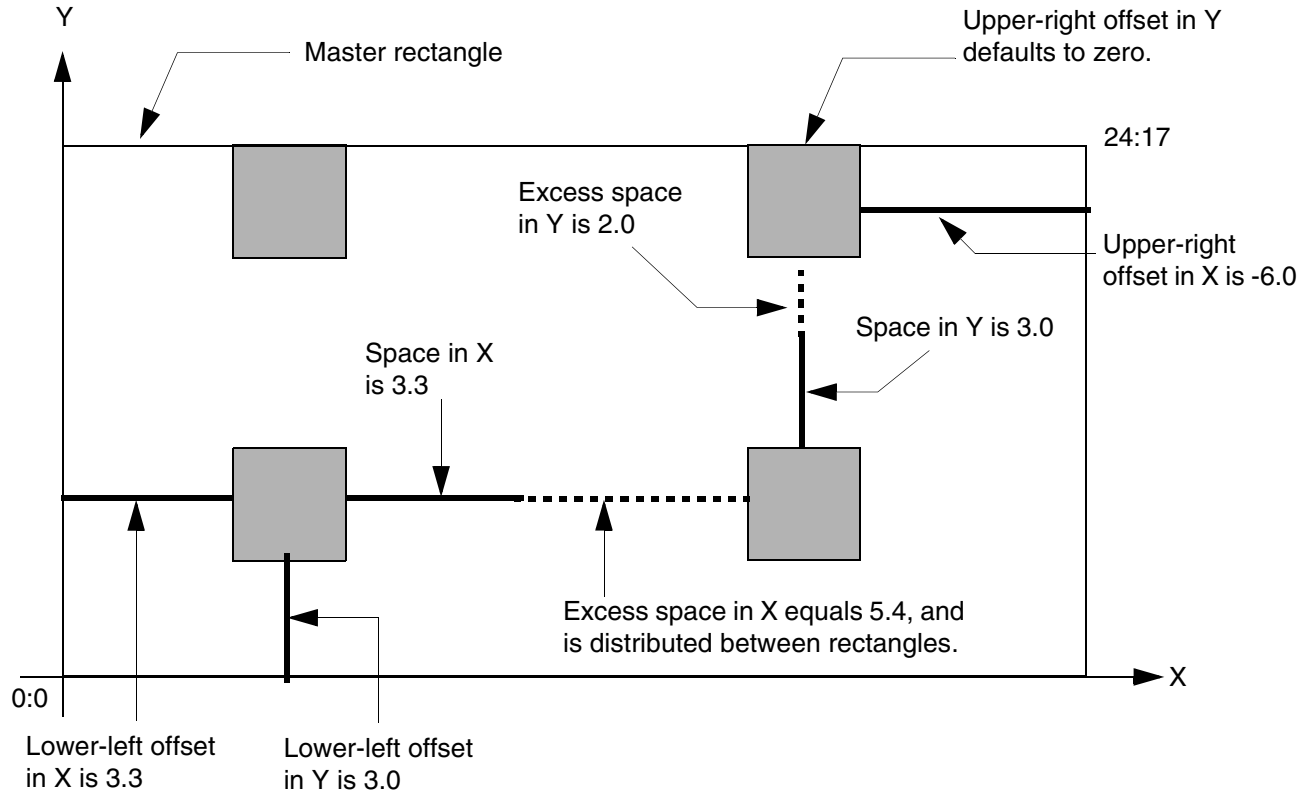 Y
Master rectangle
Upper-right offset in Y
defaults to zero.
24:17
Excess space
in Y is 2.0
Upper-right
offset in X is -6.0
Space in Y is 3.0
Space in X
is 3.3
Excess space in X equals 5.4, and
is distributed between rectangles.
X
0:0
Lower-left offset
in X is 3.3
Lower-left offset
in Y is 3.0